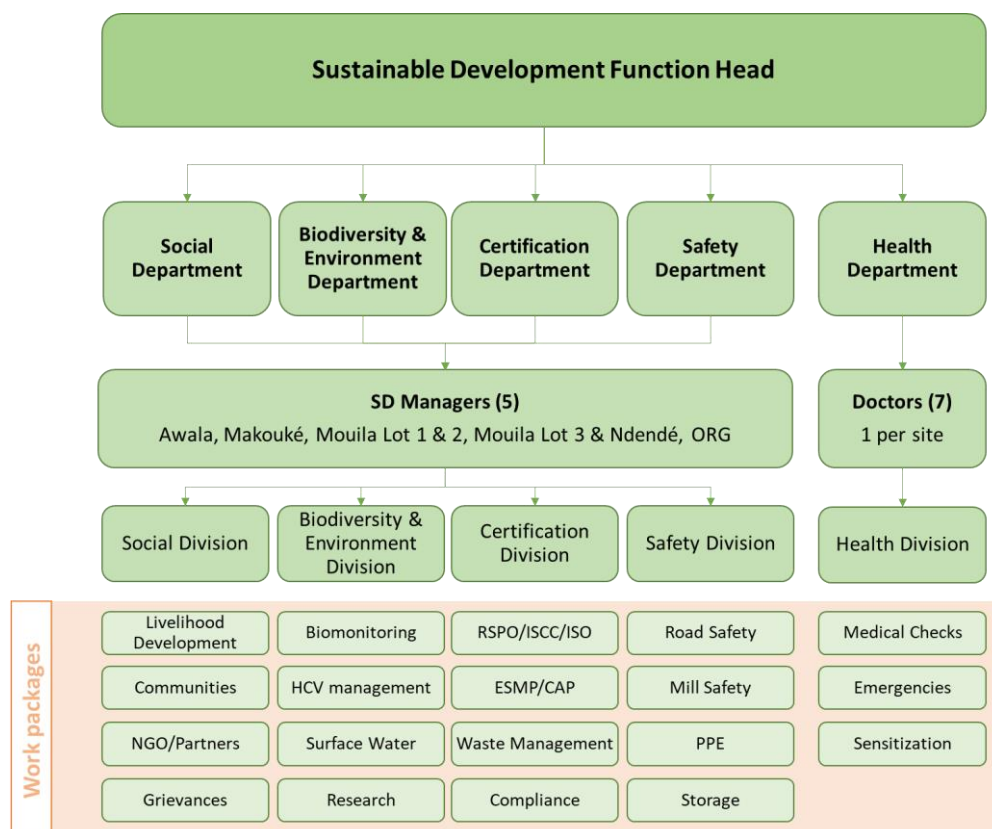 Sustainable Development Function Head
Social
Department
Biodiversity &
Environment
Department
Certification
Department
Safety
Department
Health
Department
SD Managers (5)
Awala, Makouké, Mouila Lot 1 & 2, Mouila Lot 3 & Ndendé, ORG
Doctors (7)
1 per site
Social Division
Biodiversity &
Environment
Division
Certification
Division
Safety Division
Health Division
Work packages
Livelihood
Development
Biomonitoring
RSPO/ISCC/ISO
Road Safety
Medical Checks
Communities
HCV management
ESMP/CAP
Mill Safety
Emergencies
NGO/Partners
Surface Water
Waste Management
PPE
Sensitization
Grievances
Research
Compliance
Storage